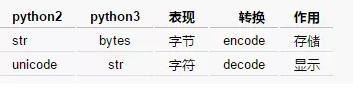 python2 python3 表现 转换 作用
str bytes 字节 encode 存储
unicode str 字符 decode 显示